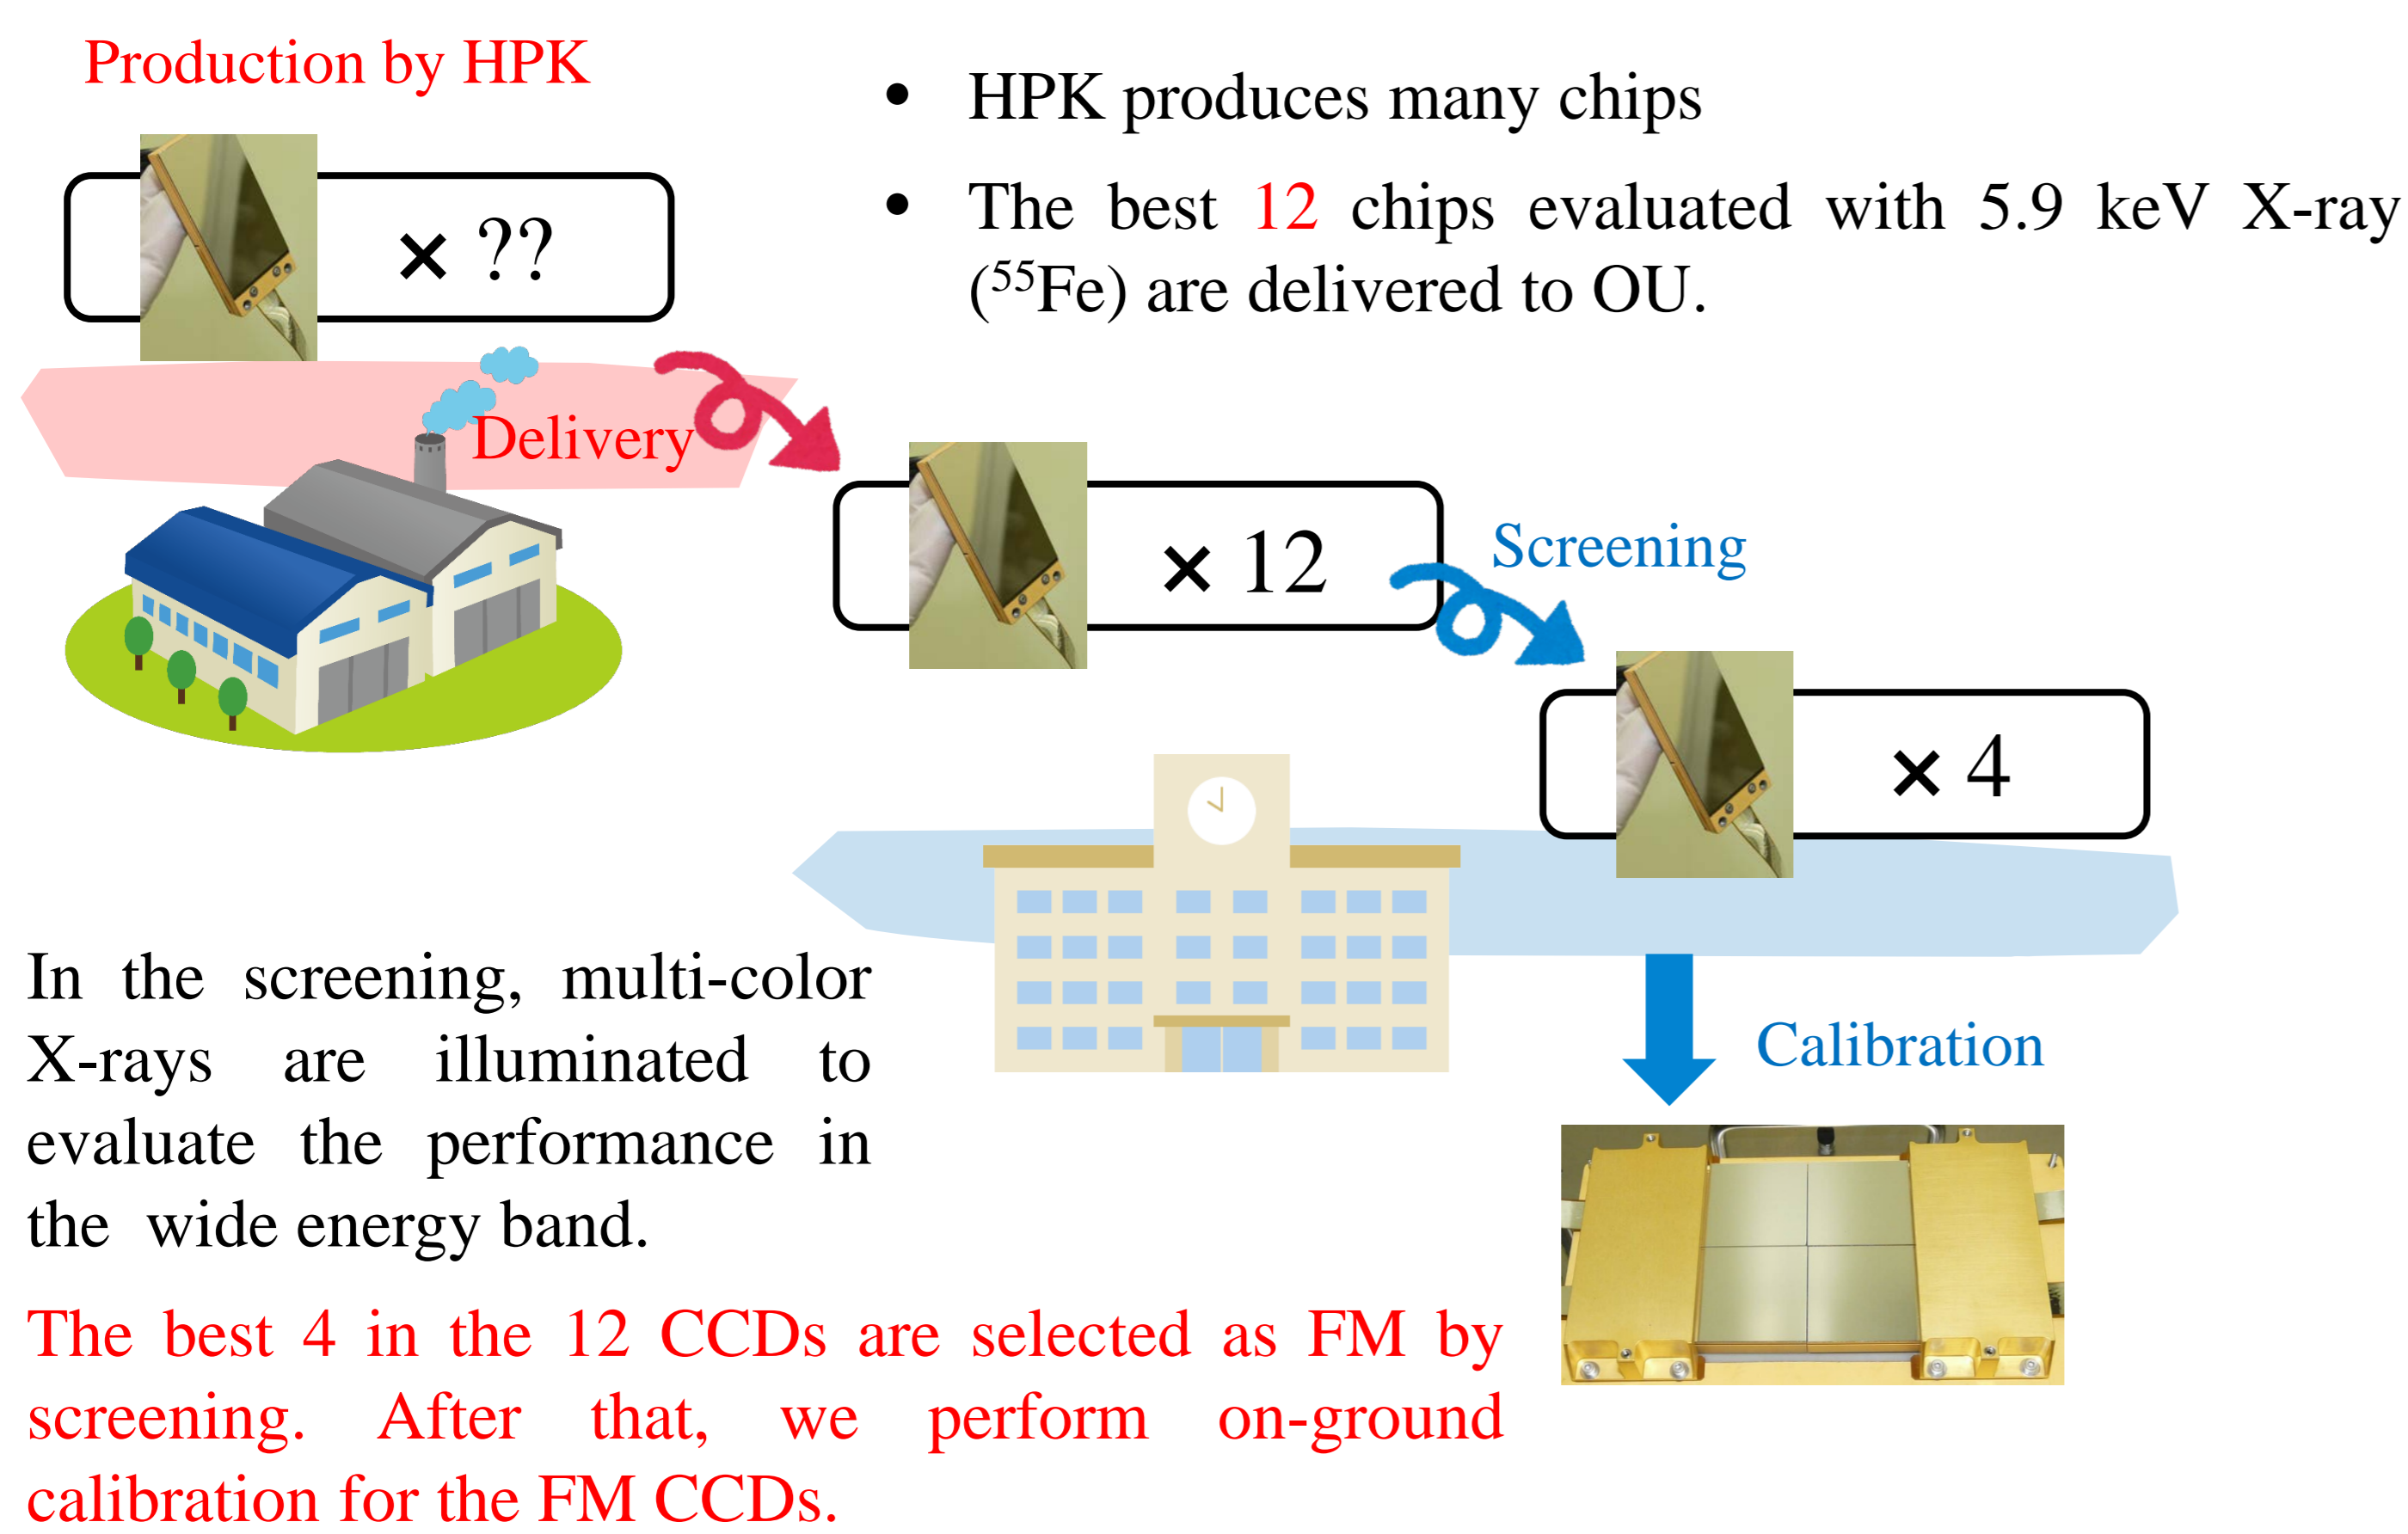 Production by HPK
• HPK produces many chips
• The best 12 chips evaluated with 5.9 keV X-ray
(⁵⁵Fe) are delivered to OU.
× ??
Delivery
× 12
Screening
× 4
Calibration
In the screening, multi-color
X-rays are illuminated to
evaluate the performance in
the wide energy band.
The best 4 in the 12 CCDs are selected as FM by
screening. After that, we perform on-ground
calibration for the FM CCDs.